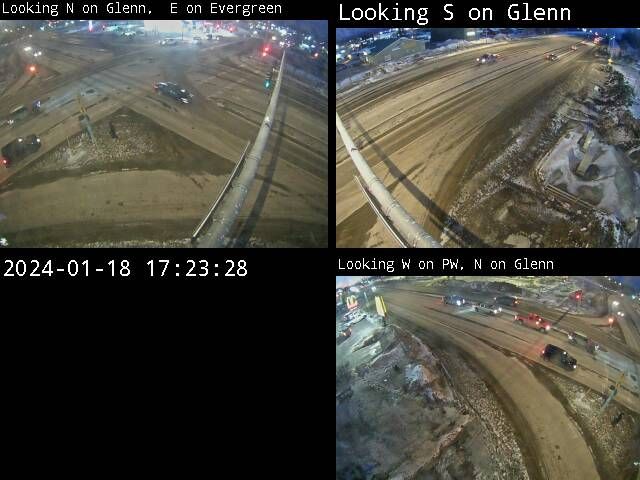 Looking N on Glenn, E on Evergreen
Looking S on Glenn
2024-01-18 17:23:28
Looking W on PW, N on Glenn